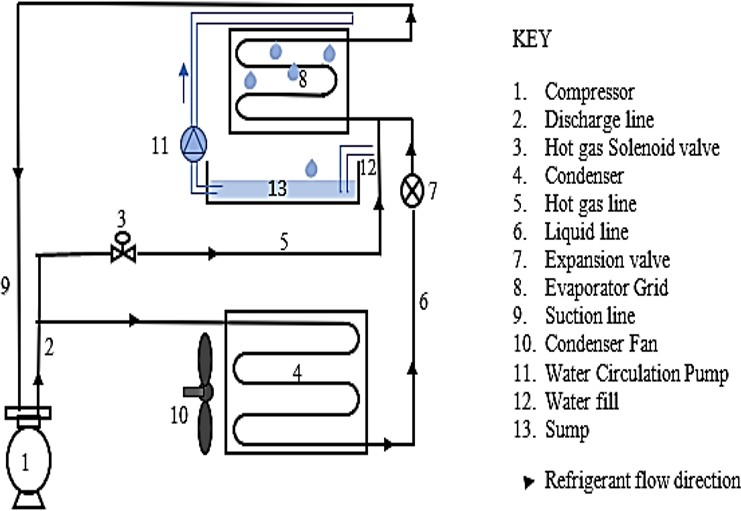 8
11
12
13
7
3
5
9
6
2
4
10
1
KEY
1. Compressor
2. Discharge line
3. Hot gas Solenoid valve
4. Condenser
5. Hot gas line
6. Liquid line
7. Expansion valve
8. Evaporator Grid
9. Suction line
10. Condenser Fan
11. Water Circulation Pump
12. Water fill
13. Sump
Refrigerant flow direction